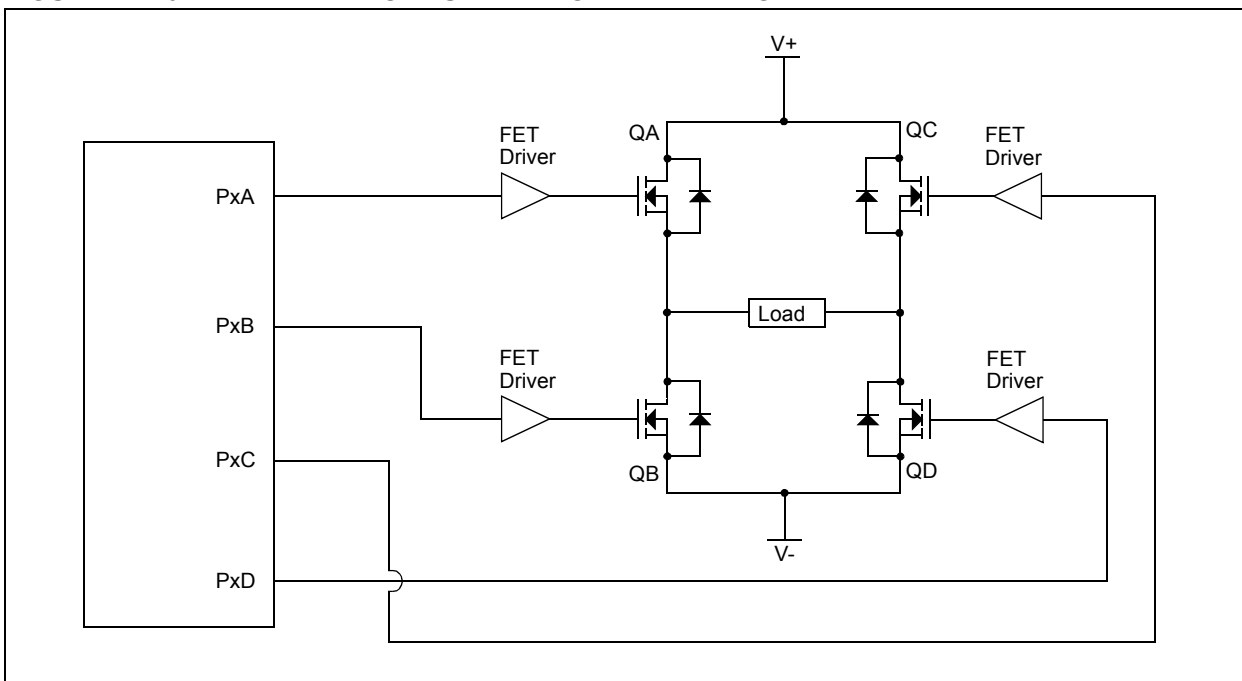 V+
QA
QC
FET
Driver
FET
Driver
PxA
PxB
Load
FET
Driver
FET
Driver
PxC
QB
QD
V-
PxD